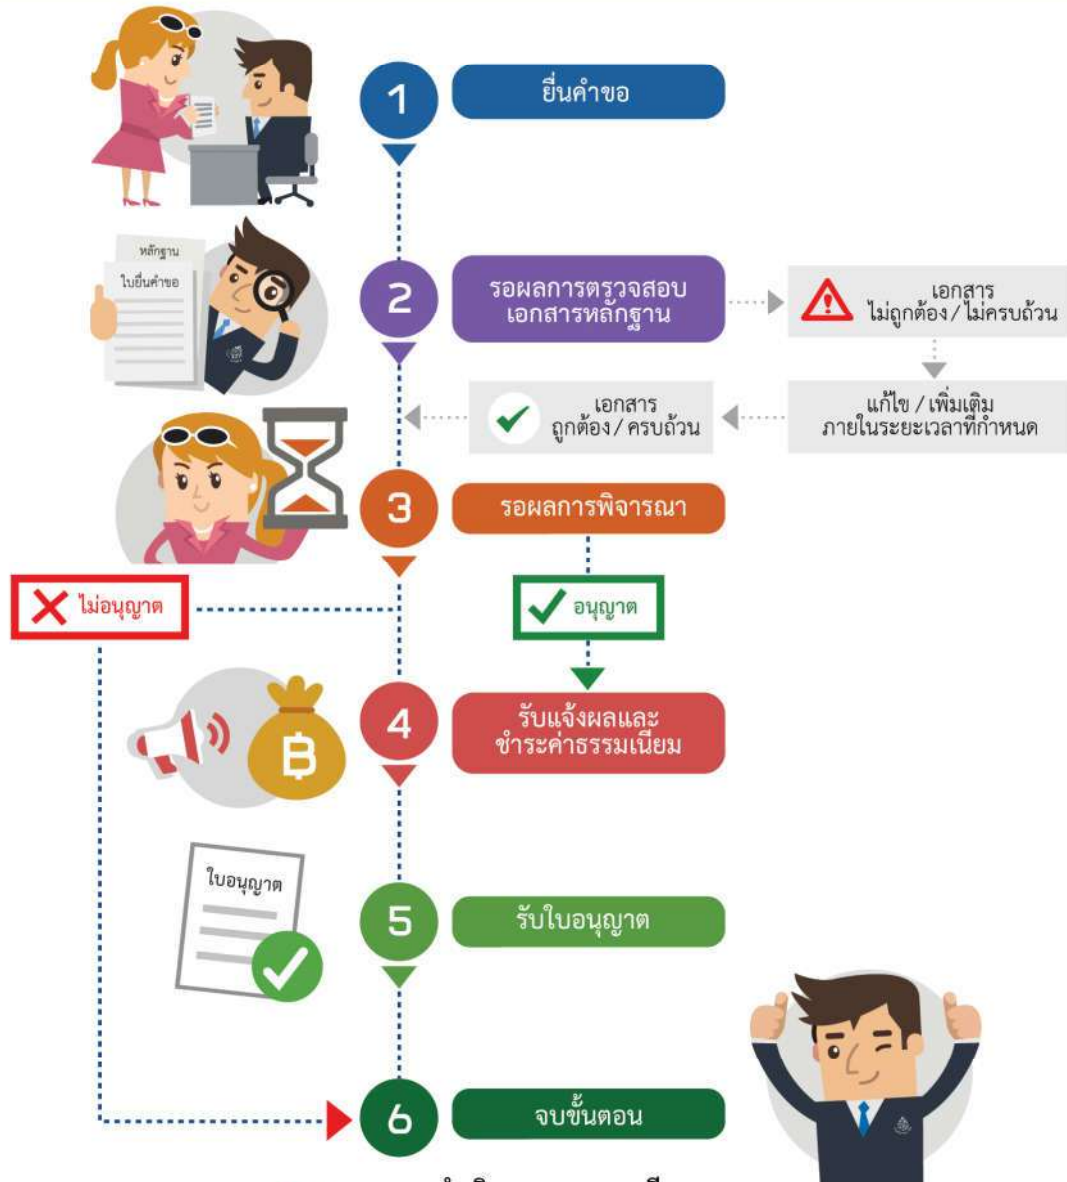 1
ยื่นคำขอ
หลักฐาน
ใบยื่นคำขอ
2
รอผลการตรวจสอบ
เอกสารหลักฐาน
เอกสาร
ไม่ถูกต้อง / ไม่ครบถ้วน
แก้ไข / เพิ่มเติม
ภายในระยะเวลาที่กำหนด
เอกสาร
ถูกต้อง / ครบถ้วน
3
รอผลการพิจารณา
ไม่อนุญาต
อนุญาต
4
รับแจ้งผลและ
ชำระค่าธรรมเนียม
฿
ใบอนุญาต
5
รับใบอนุญาต
6
จบขั้นตอน